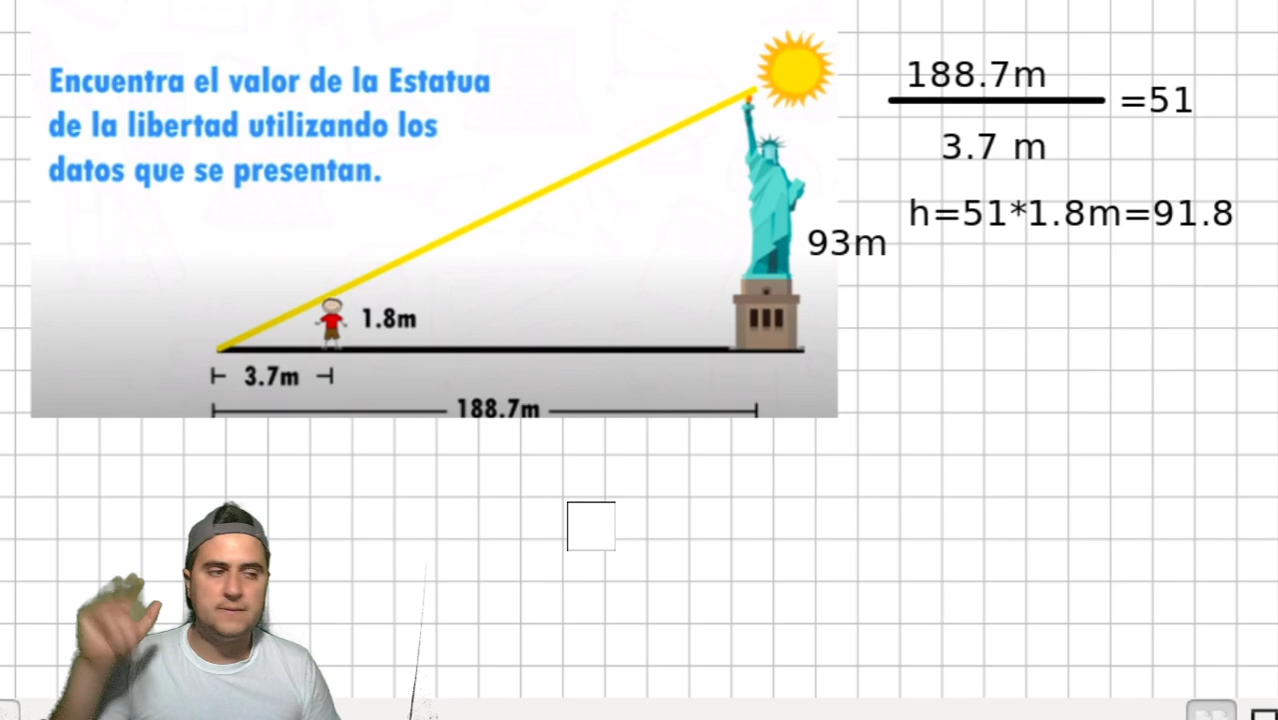 Encuentra el valor de la Estatua
de la libertad utilizando los
datos que se presentan.
188.7m
3.7 m
=51
h=51*1.8m=91.8
93m
1.8m
3.7m
188.7m